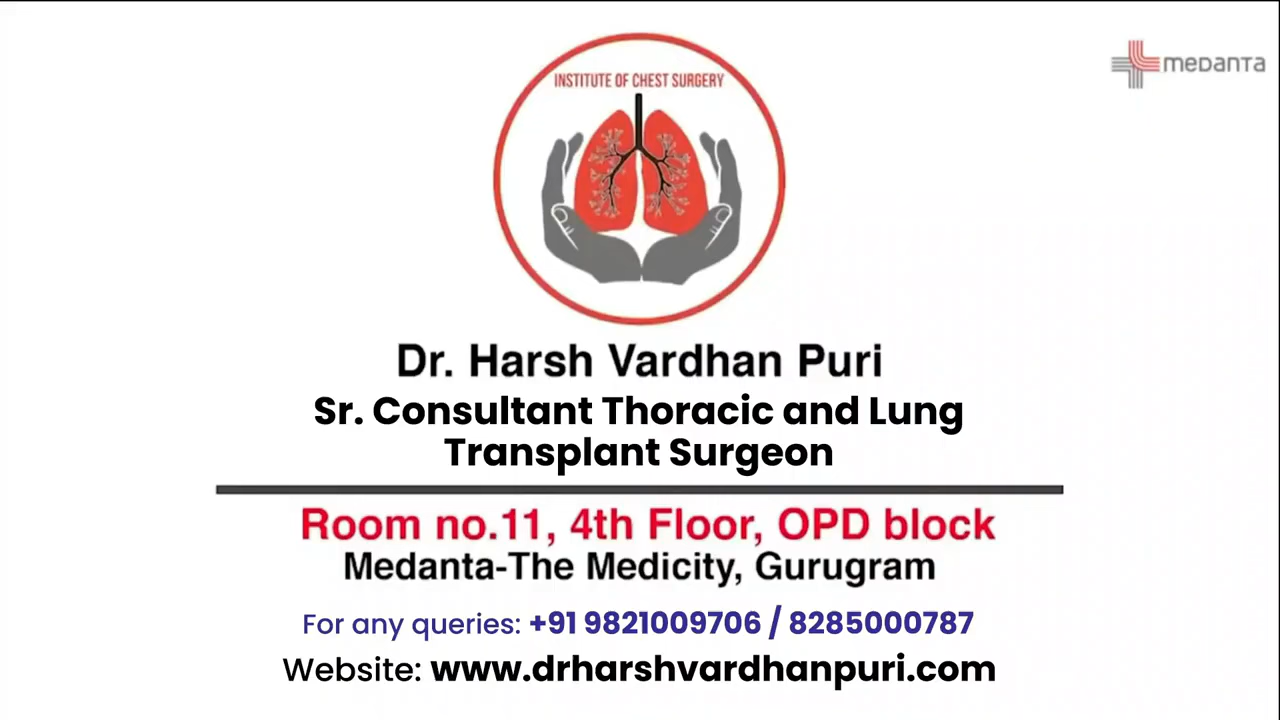 INSTITUTE OF CHEST SURGERY
medanta
Dr. Harsh Vardhan Puri
Sr. Consultant Thoracic and Lung
Transplant Surgeon
Room no.11, 4th Floor, OPD block
Medanta-The Medicity, Gurugram
For any queries: +91 9821009706 / 8285000787
Website: www.drharshvardhanpuri.com